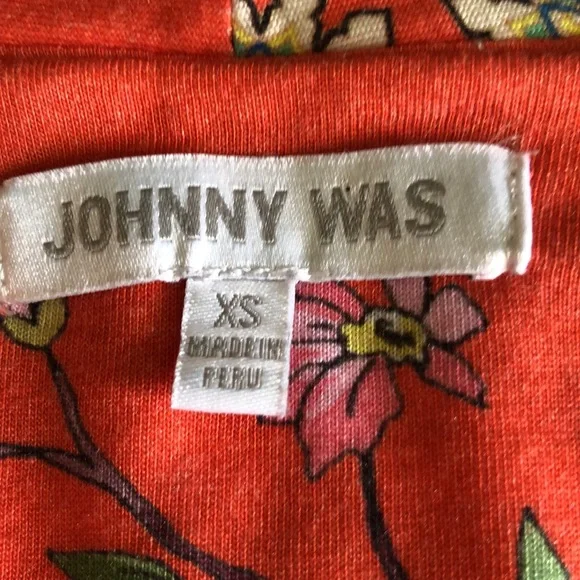 JOHNNY WAS
XS
MADE IN
PERU